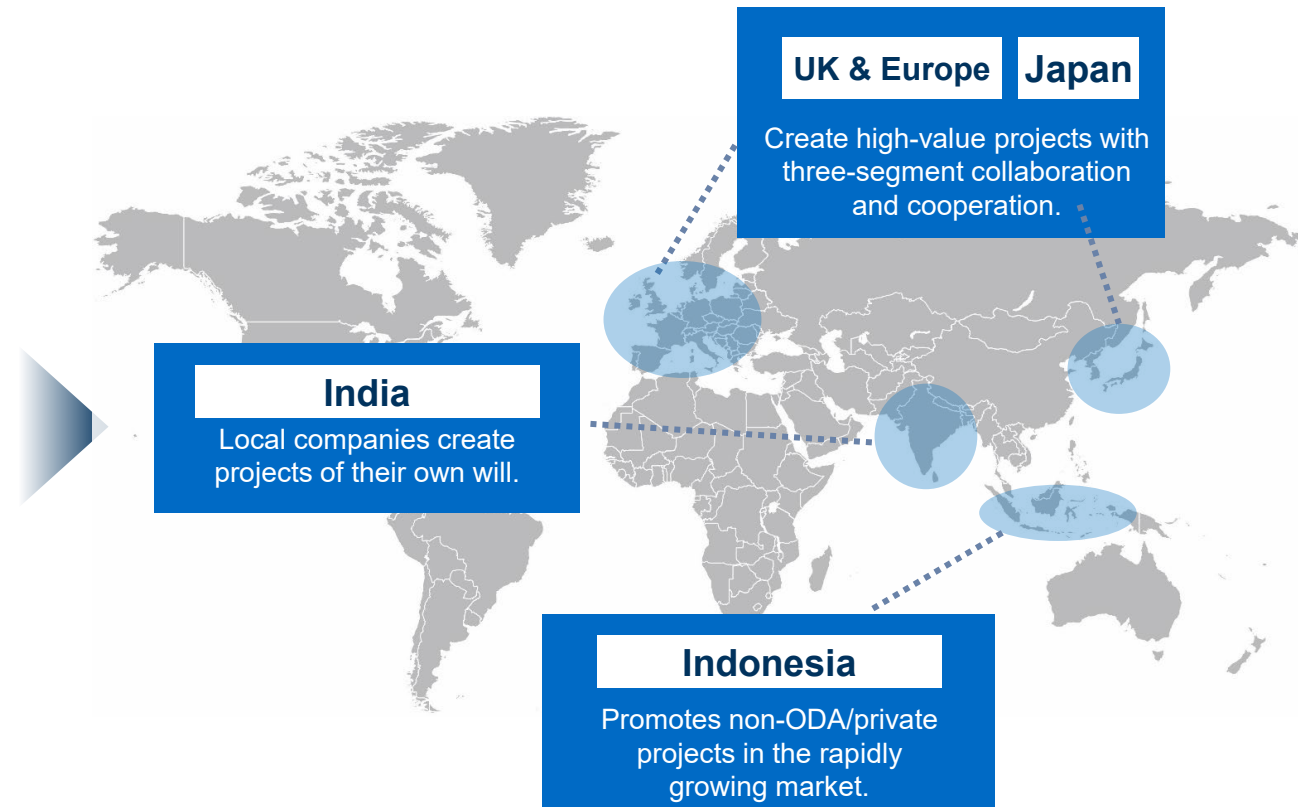 UK & Europe
Japan
Create high-value projects with
three-segment collaboration
and cooperation.
India
Local companies create
projects of their own will.
Indonesia
Promotes non-ODA/private
projects in the rapidly
growing market.